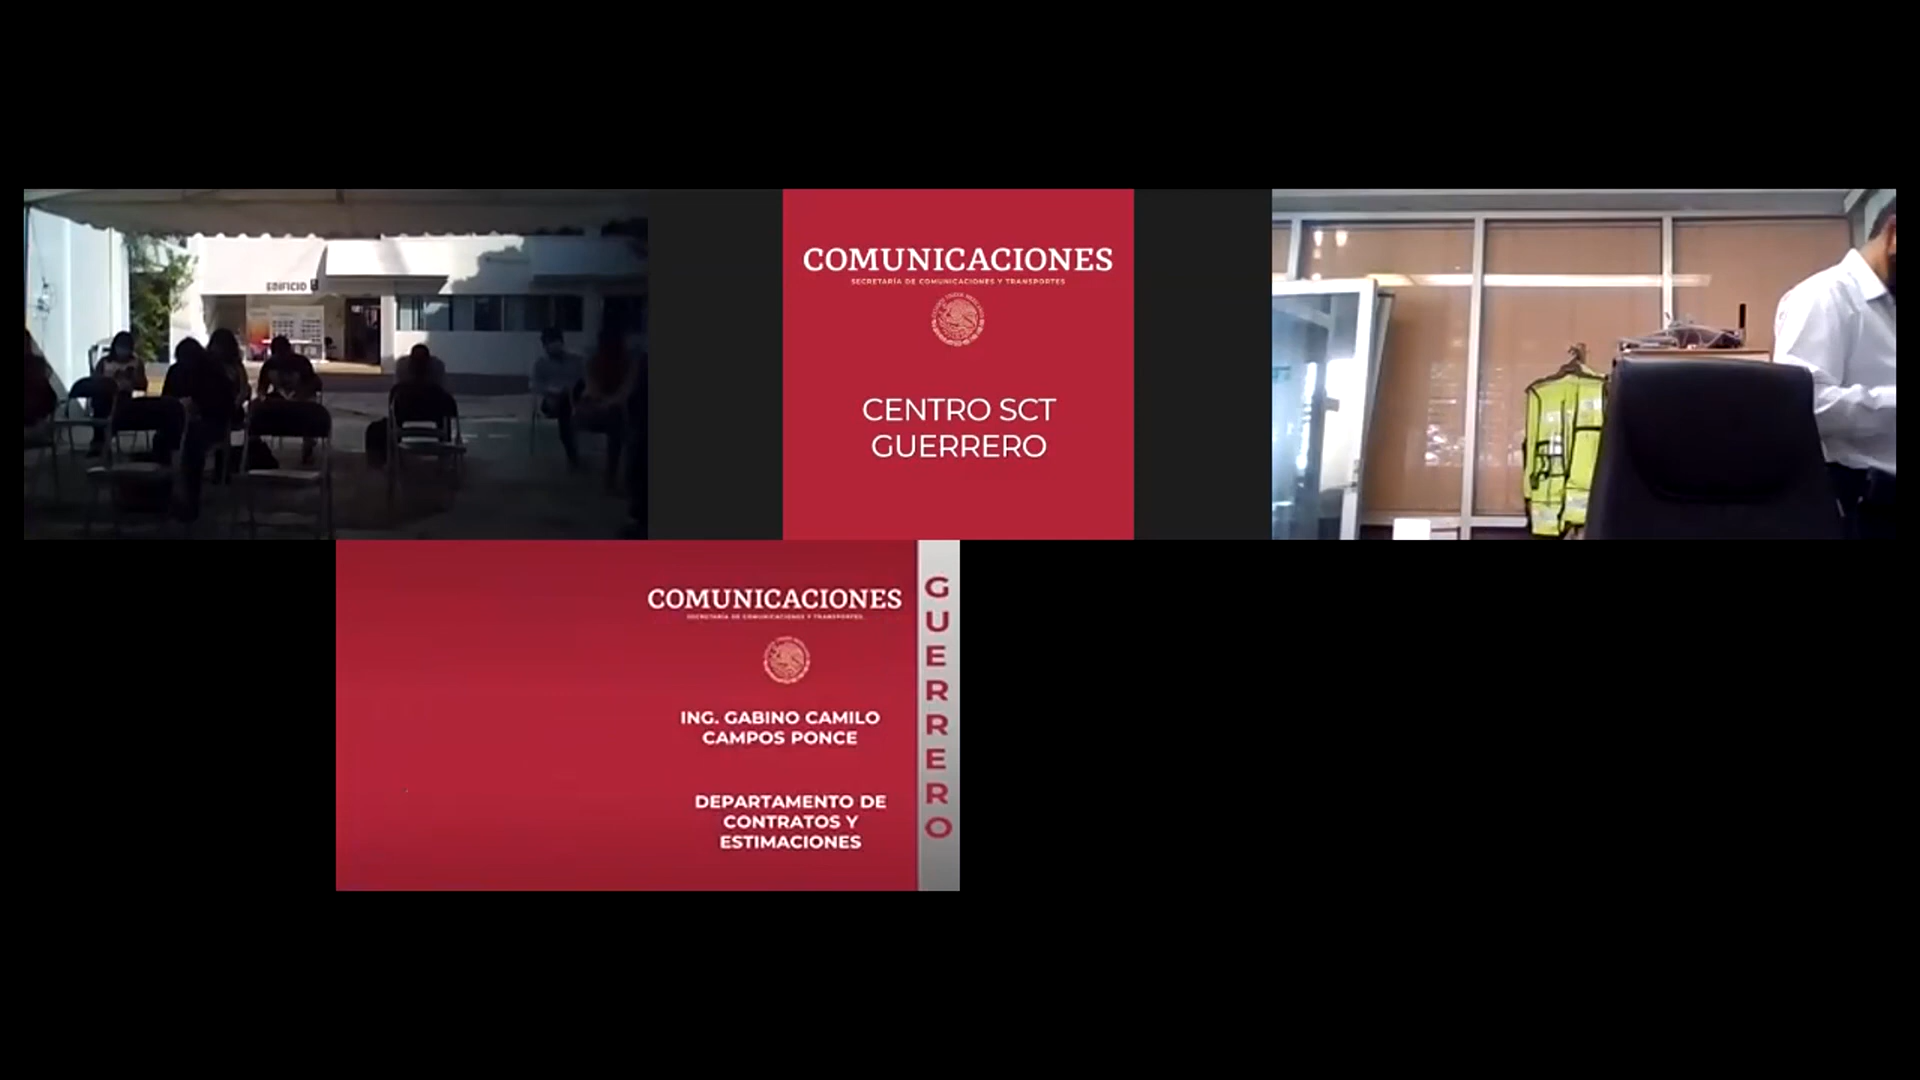 EDIFICIO B
COMUNICACIONES
SECRETARÍA DE COMUNICACIONES Y TRANSPORTES
CENTRO SCT
GUERRERO
COMUNICACIONES
SECRETARÍA DE COMUNICACIONES Y TRANSPORTES
ING. GABINO CAMILO
CAMPOS PONCE
DEPARTAMENTO DE
CONTRATOS Y
ESTIMACIONES
GUERRERO